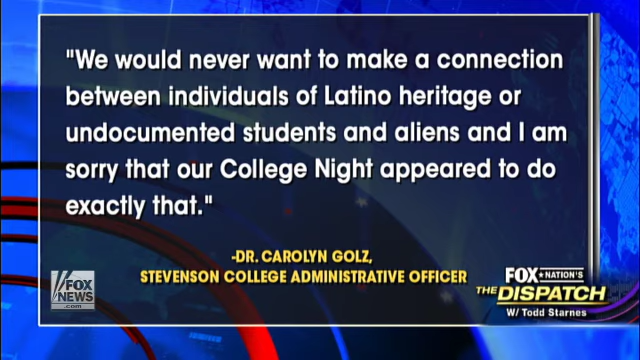 "We would never want to make a connection
between individuals of Latino heritage or
undocumented students and aliens and I am
sorry that our College Night appeared to do
exactly that."
-DR. CAROLYN GOLZ,
STEVENSON COLLEGE ADMINISTRATIVE OFFICER
FOX
NEWS
.com
FOX NATION'S
THE DISPATCH
W/ Todd Starnes